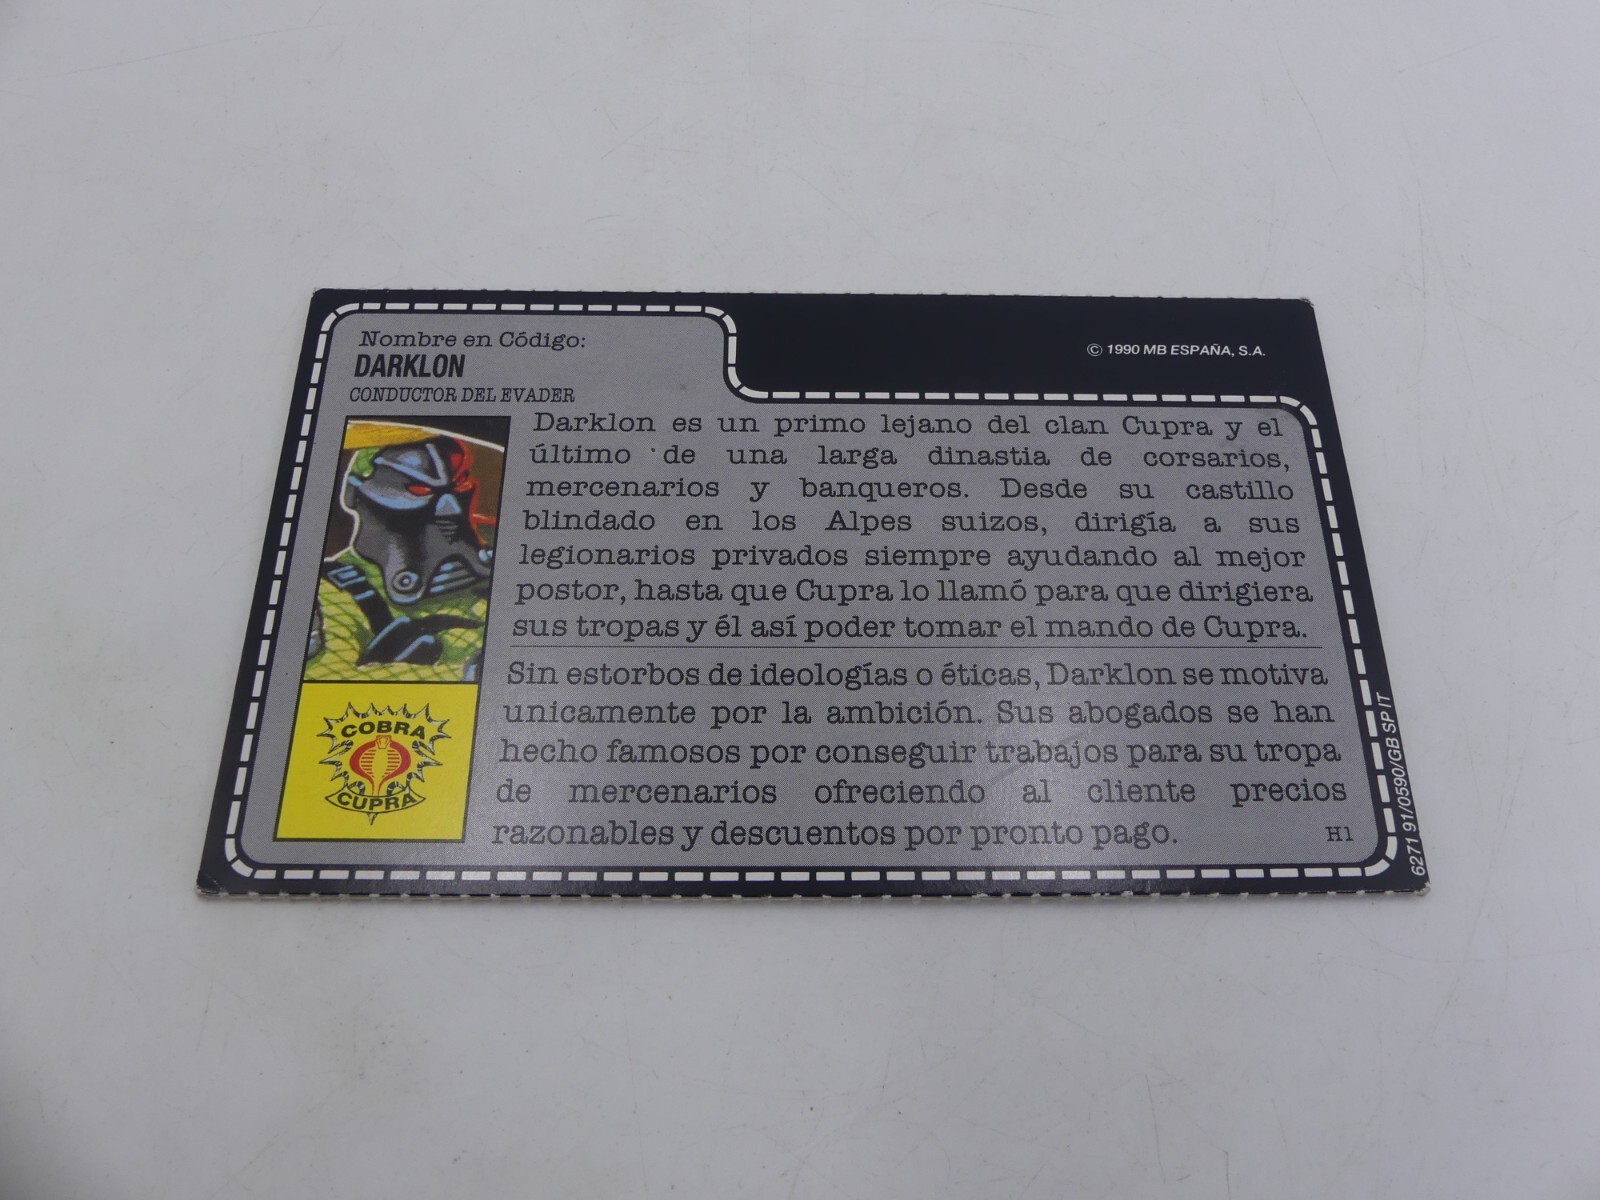 Nombre en Código:
DARKLON
CONDUCTOR DEL EVADER
© 1990 MB ESPAÑA, S.A.
Darklon es un primo lejano del clan Cupra y el
último de una larga dinastia de corsarios,
mercenarios y banqueros. Desde su castillo
blindado en los Alpes suizos, dirigía a sus
legionarios privados siempre ayudando al mejor
postor, hasta que Cupra lo llamó para que dirigiera
sus tropas y él así poder tomar el mando de Cupra.
Sin estorbos de ideologías o éticas, Darklon se motiva
unicamente por la ambición. Sus abogados se han
hecho famosos por conseguir trabajos para su tropa
de mercenarios ofreciendo al cliente precios
razonables y descuentos por pronto pago.
H1
COBRA
CUPRA
6271 91/0590/GB SP IT